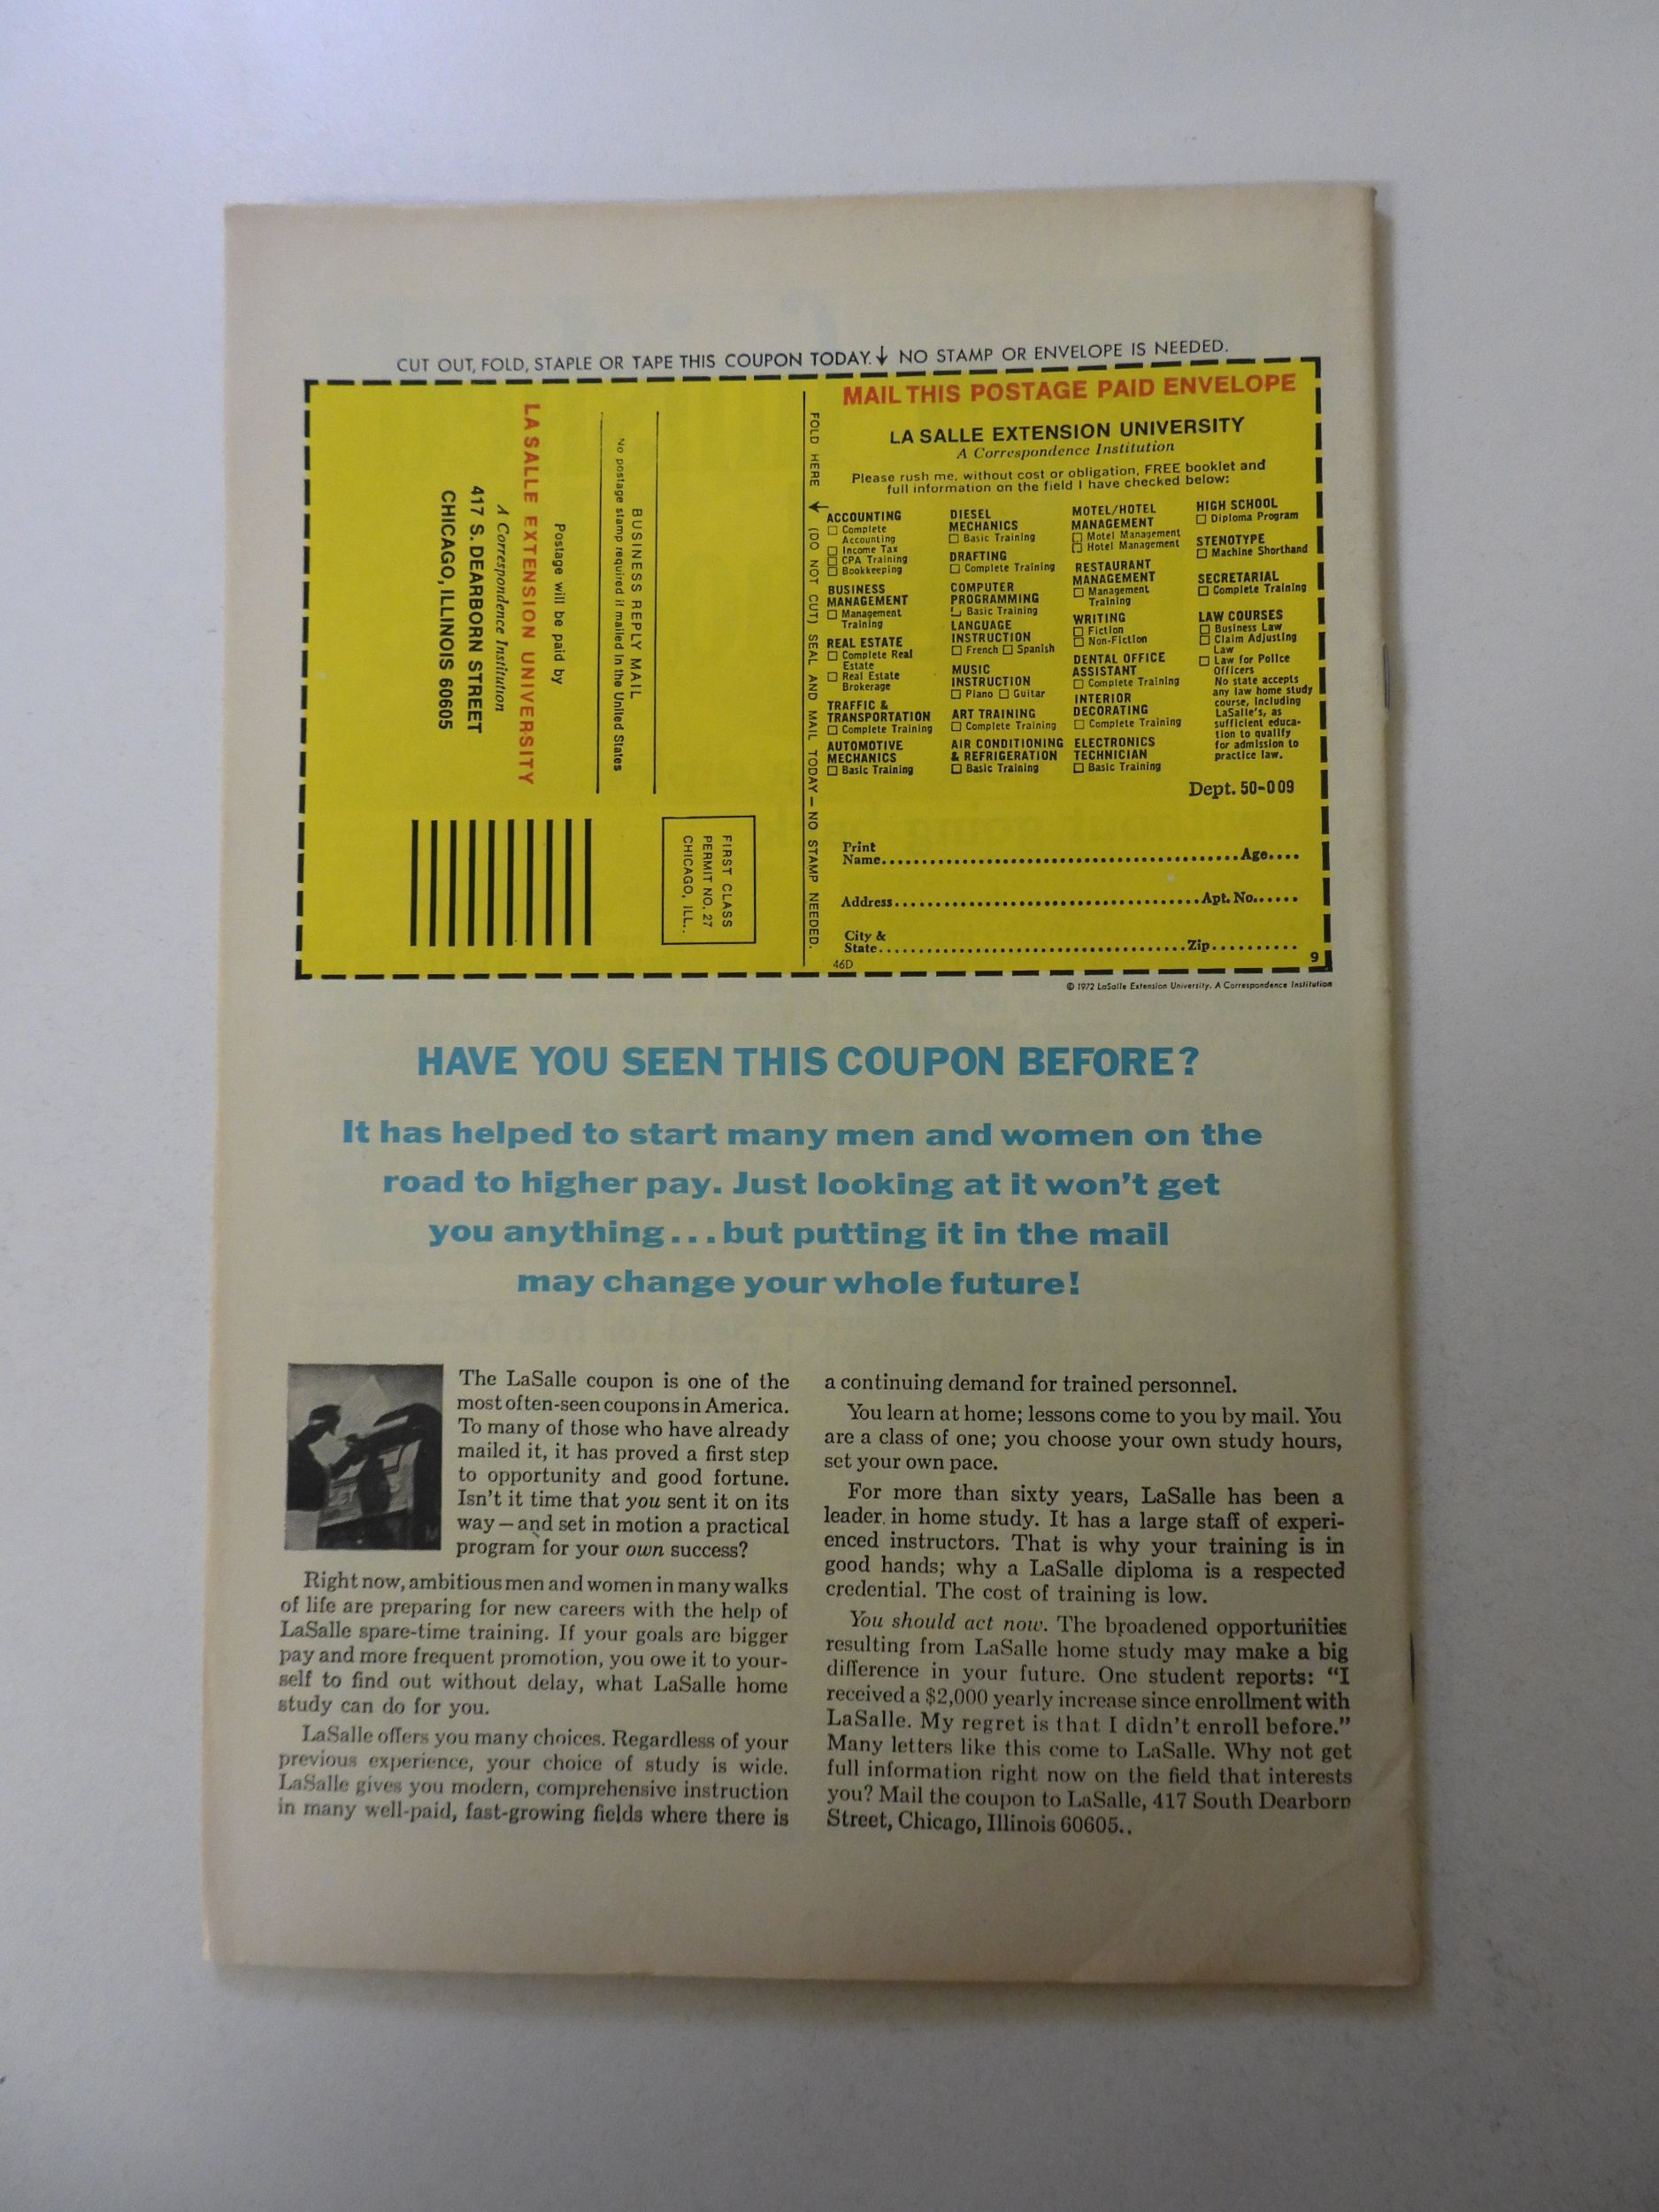 CUT OUT, FOLD, STAPLE OR TAPE THIS COUPON TODAY. NO STAMP OR ENVELOPE IS NEEDED.
LA SALLE EXTENSION UNIVERSITY
A Correspondence Institution
417 S. DEARBORN STREET
CHICAGO, ILLINOIS 60605
Postage will be paid by
BUSINESS REPLY MAIL
No postage stamp required if mailed in the United States
FIRST CLASS
PERMIT NO. 27
CHICAGO, ILL.
FOLD HERE (DO NOT CUT) SEAL AND MAIL TODAY — NO STAMP NEEDED.
MAIL THIS POSTAGE PAID ENVELOPE
LA SALLE EXTENSION UNIVERSITY
A Correspondence Institution
Please rush me, without cost or obligation, FREE booklet and
full information on the field I have checked below:
ACCOUNTING
Complete
Accounting
Income Tax
CPA Training
Bookkeeping
BUSINESS
MANAGEMENT
Management
Training
REAL ESTATE
Complete Real
Estate
Real Estate
Brokerage
TRAFFIC &
TRANSPORTATION
Complete Training
AUTOMOTIVE
MECHANICS
Basic Training
DIESEL
MECHANICS
Basic Training
DRAFTING
Complete Training
COMPUTER
PROGRAMMING
Basic Training
LANGUAGE
INSTRUCTION
French Spanish
MUSIC
INSTRUCTION
Piano Guitar
ART TRAINING
Complete Training
AIR CONDITIONING
& REFRIGERATION
Basic Training
MOTEL/HOTEL
MANAGEMENT
Motel Management
Hotel Management
RESTAURANT
MANAGEMENT
Management
Training
WRITING
Fiction
Non-Fiction
DENTAL OFFICE
ASSISTANT
Complete Training
INTERIOR
DECORATING
Complete Training
ELECTRONICS
TECHNICIAN
Basic Training
HIGH SCHOOL
Diploma Program
STENOTYPE
Machine Shorthand
SECRETARIAL
Complete Training
LAW COURSES
Business Law
Claim Adjusting
Law
Law for Police
Officers
No state accepts
any law home study
course, including
LaSalle's, as
sufficient educa-
tion to qualify
for admission to
practice law.
Dept. 50-009
Print
Name Age
Address Apt. No.
City &
State Zip
46D 9
© 1972 LaSalle Extension University. A Correspondence Institution
HAVE YOU SEEN THIS COUPON BEFORE?
It has helped to start many men and women on the
road to higher pay. Just looking at it won't get
you anything...but putting it in the mail
may change your whole future!
The LaSalle coupon is one of the
most often-seen coupons in America.
To many of those who have already
mailed it, it has proved a first step
to opportunity and good fortune.
Isn't it time that you sent it on its
way—and set in motion a practical
program for your own success?
Right now, ambitious men and women in many walks
of life are preparing for new careers with the help of
LaSalle spare-time training. If your goals are bigger
pay and more frequent promotion, you owe it to your-
self to find out without delay, what LaSalle home
study can do for you.
LaSalle offers you many choices. Regardless of your
previous experience, your choice of study is wide.
LaSalle gives you modern, comprehensive instruction
in many well-paid, fast-growing fields where there is
a continuing demand for trained personnel.
You learn at home; lessons come to you by mail. You
are a class of one; you choose your own study hours,
set your own pace.
For more than sixty years, LaSalle has been a
leader in home study. It has a large staff of experi-
enced instructors. That is why your training is in
good hands; why a LaSalle diploma is a respected
credential. The cost of training is low.
You should act now. The broadened opportunities
resulting from LaSalle home study may make a big
difference in your future. One student reports: "I
received a $2,000 yearly increase since enrollment with
LaSalle. My regret is that I didn't enroll before."
Many letters like this come to LaSalle. Why not get
full information right now on the field that interests
you? Mail the coupon to LaSalle, 417 South Dearborn
Street, Chicago, Illinois 60605..